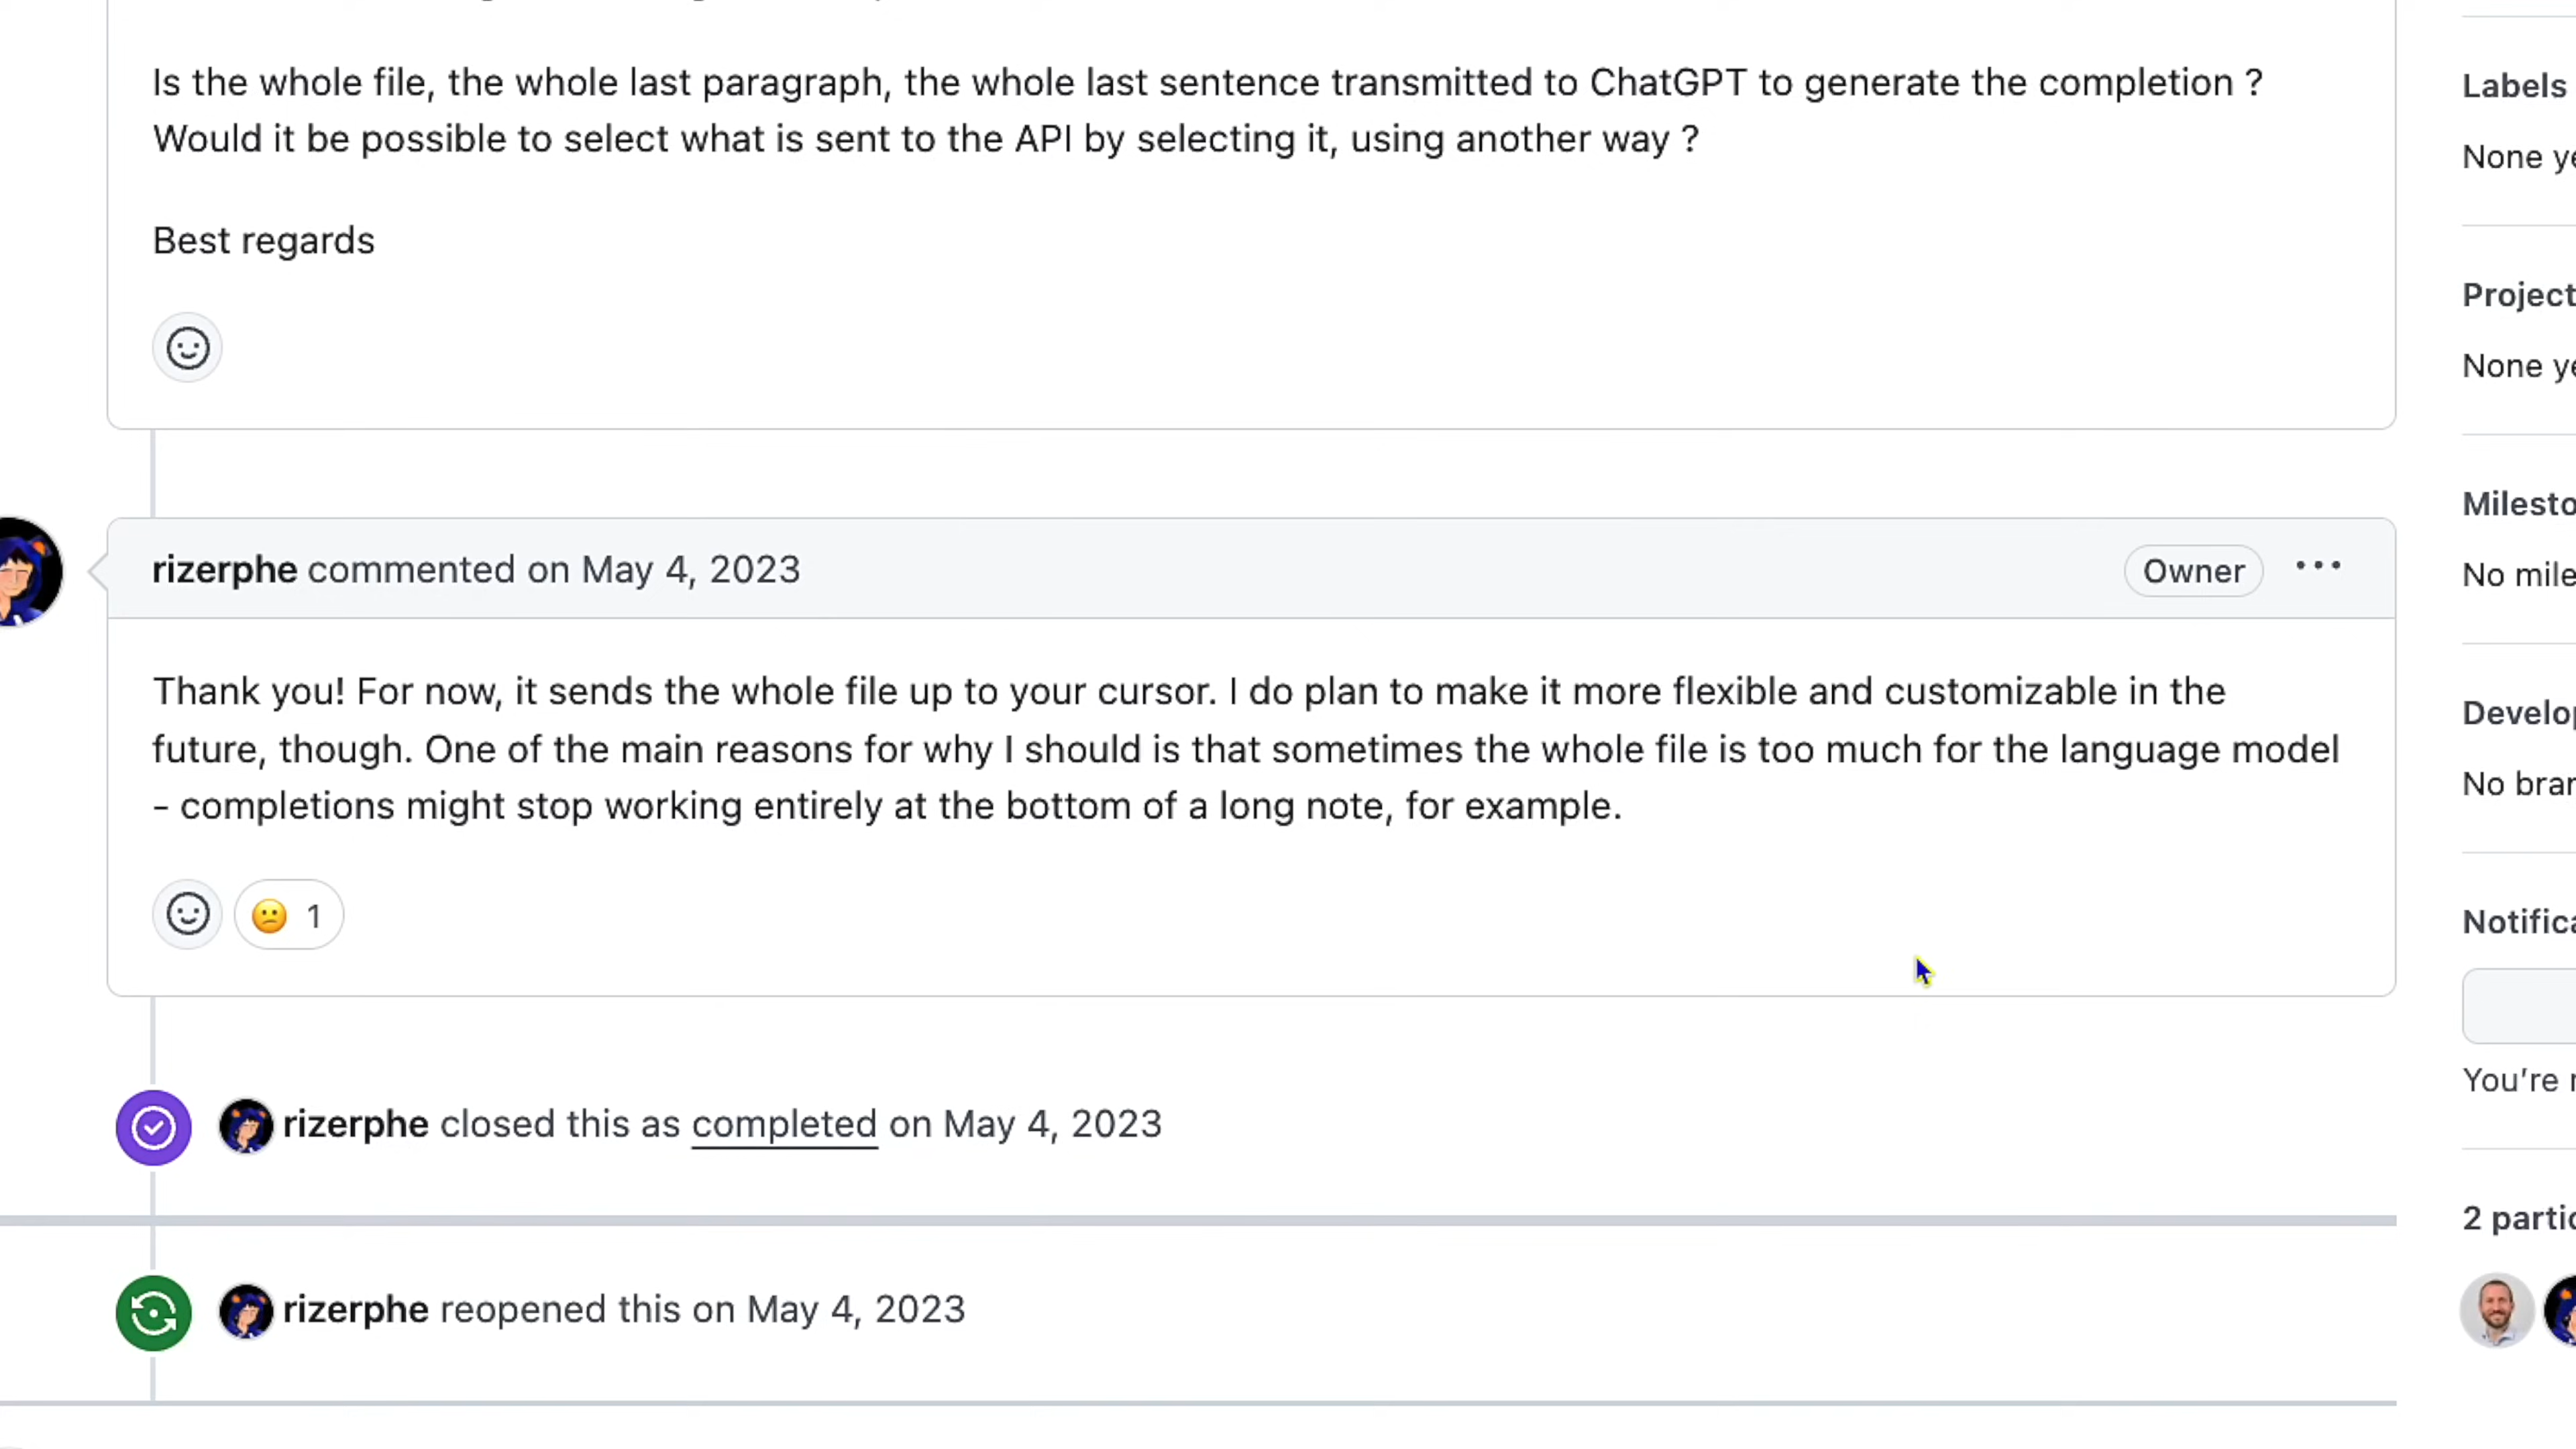 Is the whole file, the whole last paragraph, the whole last sentence transmitted to ChatGPT to generate the completion ?
Would it be possible to select what is sent to the API by selecting it, using another way ?
Best regards
rizerphe commented on May 4, 2023
Owner
Thank you! For now, it sends the whole file up to your cursor. I do plan to make it more flexible and customizable in the
future, though. One of the main reasons for why I should is that sometimes the whole file is too much for the language model
- completions might stop working entirely at the bottom of a long note, for example.
1
rizerphe closed this as completed on May 4, 2023
rizerphe reopened this on May 4, 2023
Labels
None ye
Project
None ye
Milesto
No mile
Develop
No bran
Notifica
You're
2 partic